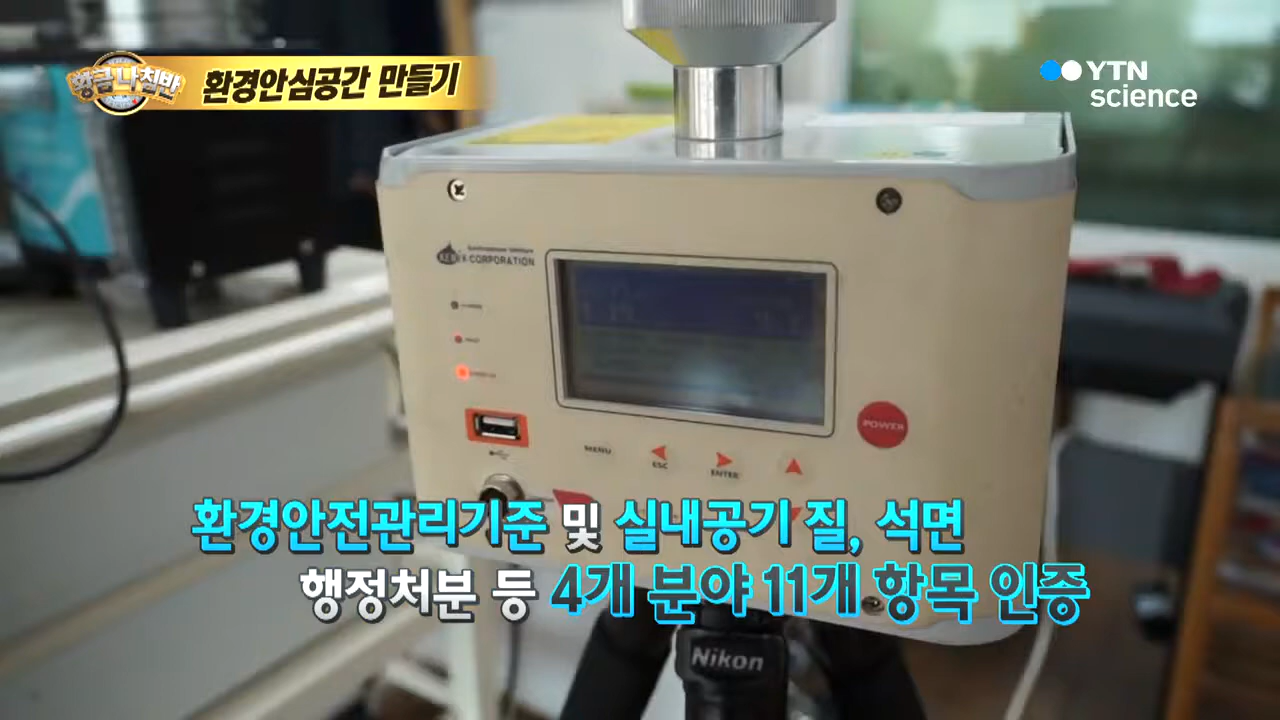 황금나침반
환경안심공간 만들기
YTN
science
CORPORATION
POWER
MENU
ESC
ENTER
환경안전관리기준 및 실내공기 질, 석면
행정처분 등 4개 분야 11개 항목 인증
Nikon